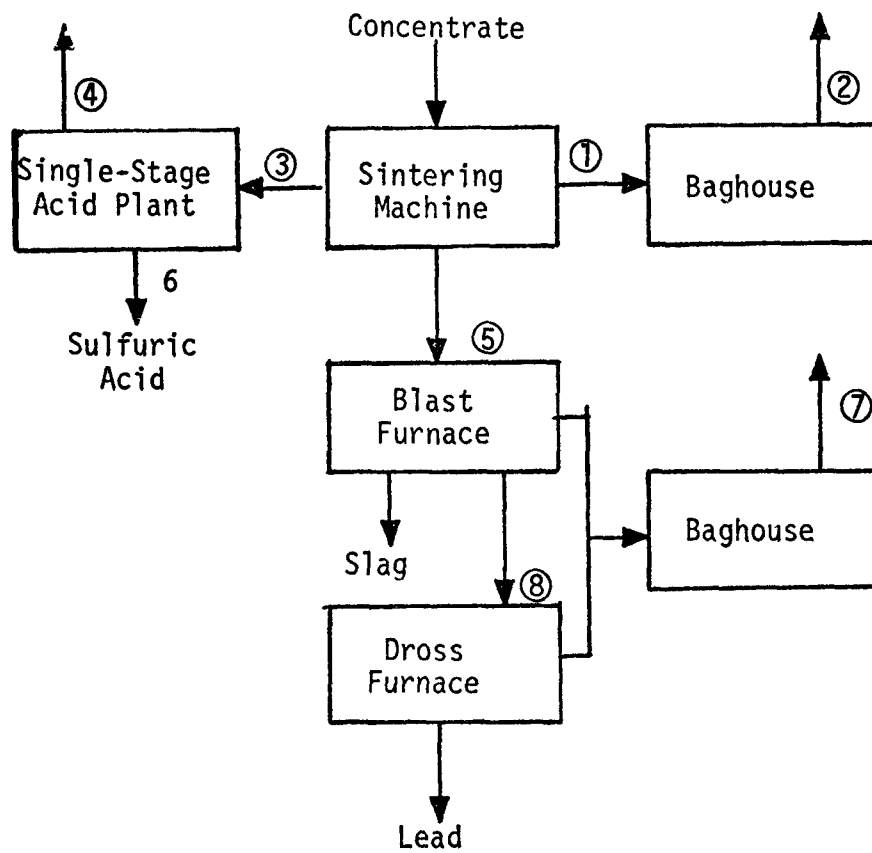 Concentrate
④
②
Single-Stage
Acid Plant
③
Sintering
Machine
①
Baghouse
6
Sulfuric
Acid
⑤
Blast
Furnace
⑦
Baghouse
Slag
⑧
Dross
Furnace
Lead